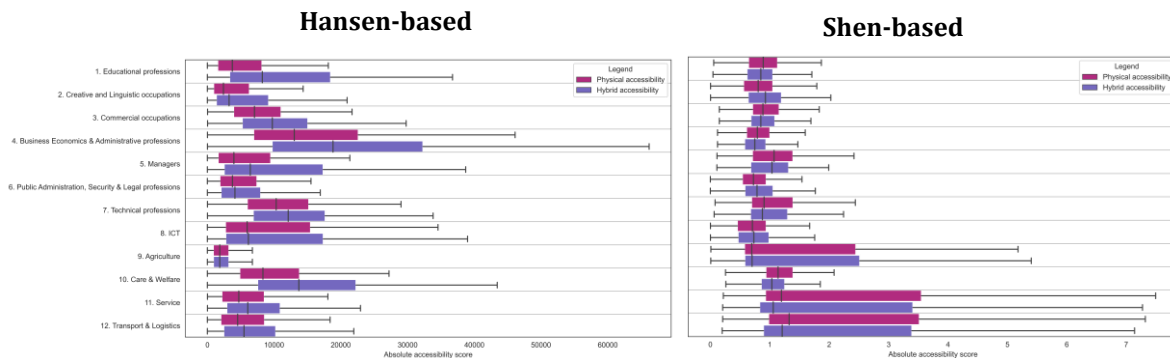 Hansen-based
Shen-based
Legend
Physical accessibility
Hybrid accessibility
1. Educational professions
2. Creative and Linguistic occupations
3. Commercial occupations
4. Business Economics & Administrative professions
5. Managers
6. Public Administration, Security & Legal professions
7. Technical professions
8. ICT
9. Agriculture
10. Care & Welfare
11. Service
12. Transport & Logistics
0 10000 20000 30000 40000 50000 60000
Absolute accessibility score
Legend
Physical accessibility
Hybrid accessibility
0 1 2 3 4 5 6 7
Absolute accessibility score